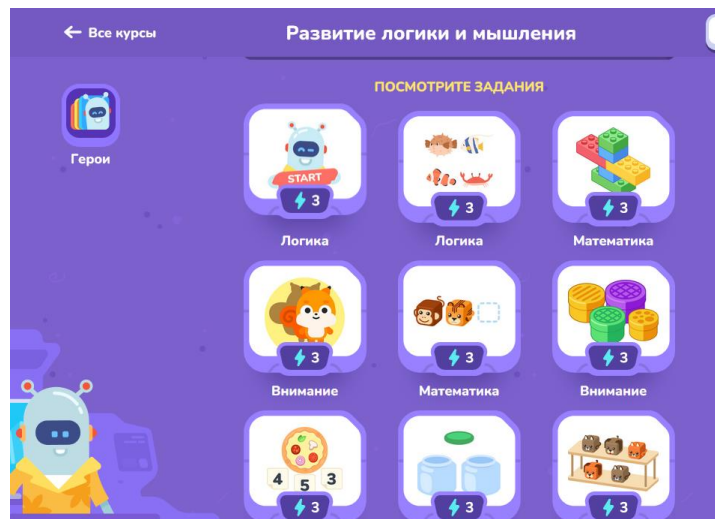 ← Все курсы
Развитие логики и мышления
ПОСМОТРИТЕ ЗАДАНИЯ
Герои
START
3
3
3
Логика
Логика
Математика
3
3
3
Внимание
Математика
Внимание
4 5 3
3
3
3